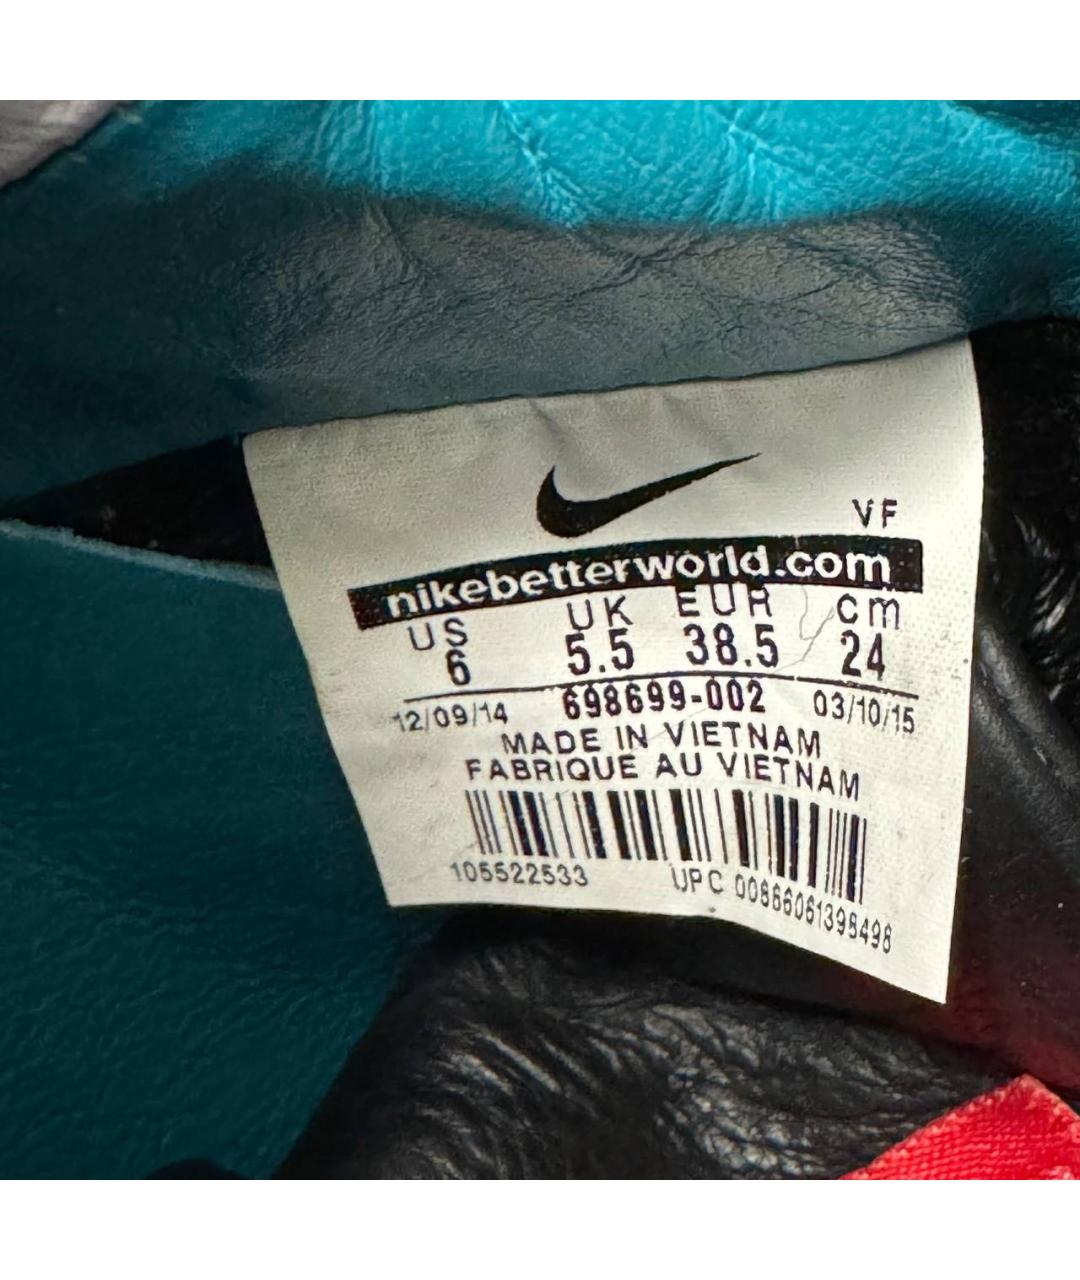 VF
nikebetterworld.com
US UK EUR cm
6 5.5 38.5 24
12/09/14 698699-002 03/10/15
MADE IN VIETNAM
FABRIQUE AU VIETNAM
105522533 UPC 00886061398498